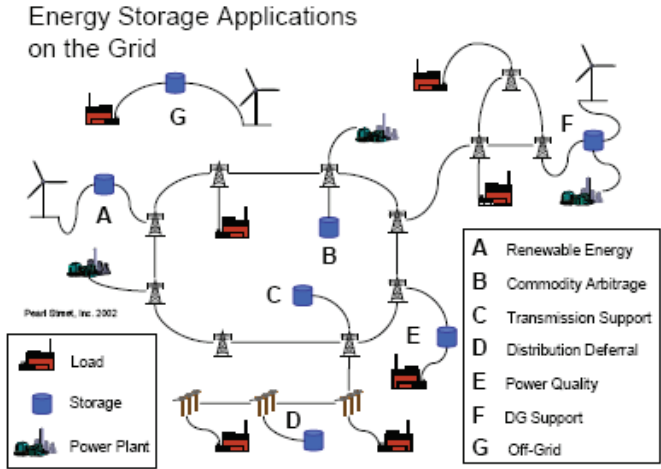 Energy Storage Applications
on the Grid
G
F
A
B
C
E
D
Pearl Street, Inc. 2002
Load
Storage
Power Plant
A Renewable Energy
B Commodity Arbitrage
C Transmission Support
D Distribution Deferral
E Power Quality
F DG Support
G Off-Grid